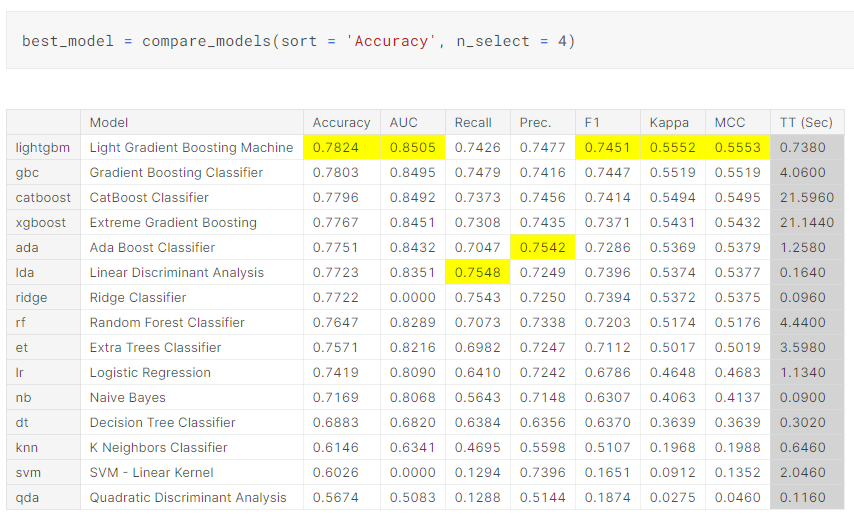 best_model = compare_models(sort = 'Accuracy', n_select = 4)
Model Accuracy AUC Recall Prec. F1 Kappa MCC TT (Sec)
lightgbm Light Gradient Boosting Machine 0.7824 0.8505 0.7426 0.7477 0.7451 0.5552 0.5553 0.7380
gbc Gradient Boosting Classifier 0.7803 0.8495 0.7479 0.7416 0.7447 0.5519 0.5519 4.0600
catboost CatBoost Classifier 0.7796 0.8492 0.7373 0.7456 0.7414 0.5494 0.5495 21.5960
xgboost Extreme Gradient Boosting 0.7767 0.8451 0.7308 0.7435 0.7371 0.5431 0.5432 21.1440
ada Ada Boost Classifier 0.7751 0.8432 0.7047 0.7542 0.7286 0.5369 0.5379 1.2580
lda Linear Discriminant Analysis 0.7723 0.8351 0.7548 0.7249 0.7396 0.5374 0.5377 0.1640
ridge Ridge Classifier 0.7722 0.0000 0.7543 0.7250 0.7394 0.5372 0.5375 0.0960
rf Random Forest Classifier 0.7647 0.8289 0.7073 0.7338 0.7203 0.5174 0.5176 4.4400
et Extra Trees Classifier 0.7571 0.8216 0.6982 0.7247 0.7112 0.5017 0.5019 3.5980
lr Logistic Regression 0.7419 0.8090 0.6410 0.7242 0.6786 0.4648 0.4683 1.1340
nb Naive Bayes 0.7169 0.8068 0.5643 0.7148 0.6307 0.4063 0.4137 0.0900
dt Decision Tree Classifier 0.6883 0.6820 0.6384 0.6356 0.6370 0.3639 0.3639 0.3020
knn K Neighbors Classifier 0.6146 0.6341 0.4695 0.5598 0.5107 0.1968 0.1988 0.6460
svm SVM - Linear Kernel 0.6026 0.0000 0.1294 0.7396 0.1651 0.0912 0.1352 2.0460
qda Quadratic Discriminant Analysis 0.5674 0.5083 0.1288 0.5144 0.1874 0.0275 0.0460 0.1160